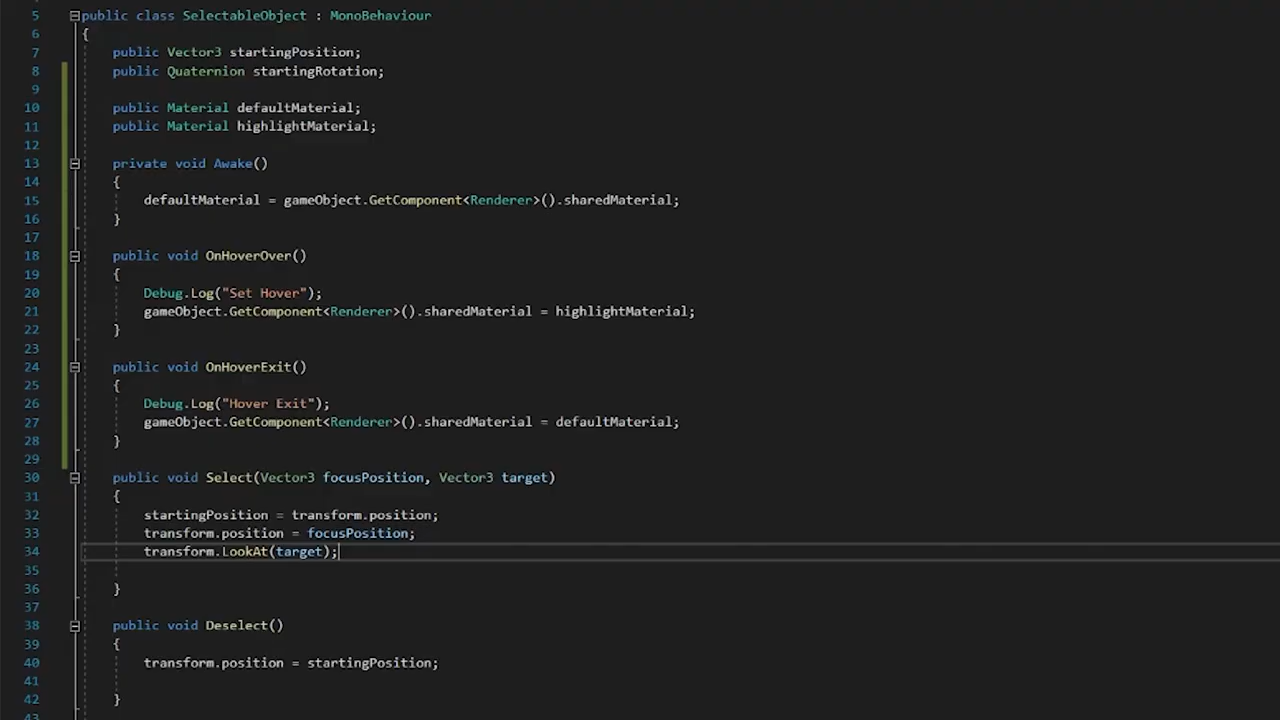 5 public class SelectableObject : MonoBehaviour
6 {
7 public Vector3 startingPosition;
8 public Quaternion startingRotation;
9
10 public Material defaultMaterial;
11 public Material highlightMaterial;
12
13 private void Awake()
14 {
15 defaultMaterial = gameObject.GetComponent<Renderer>().sharedMaterial;
16 }
17
18 public void OnHoverOver()
19 {
20 Debug.Log("Set Hover");
21 gameObject.GetComponent<Renderer>().sharedMaterial = highlightMaterial;
22 }
23
24 public void OnHoverExit()
25 {
26 Debug.Log("Hover Exit");
27 gameObject.GetComponent<Renderer>().sharedMaterial = defaultMaterial;
28 }
29
30 public void Select(Vector3 focusPosition, Vector3 target)
31 {
32 startingPosition = transform.position;
33 transform.position = focusPosition;
34 transform.LookAt(target);
35
36 }
37
38 public void Deselect()
39 {
40 transform.position = startingPosition;
41
42 }
43